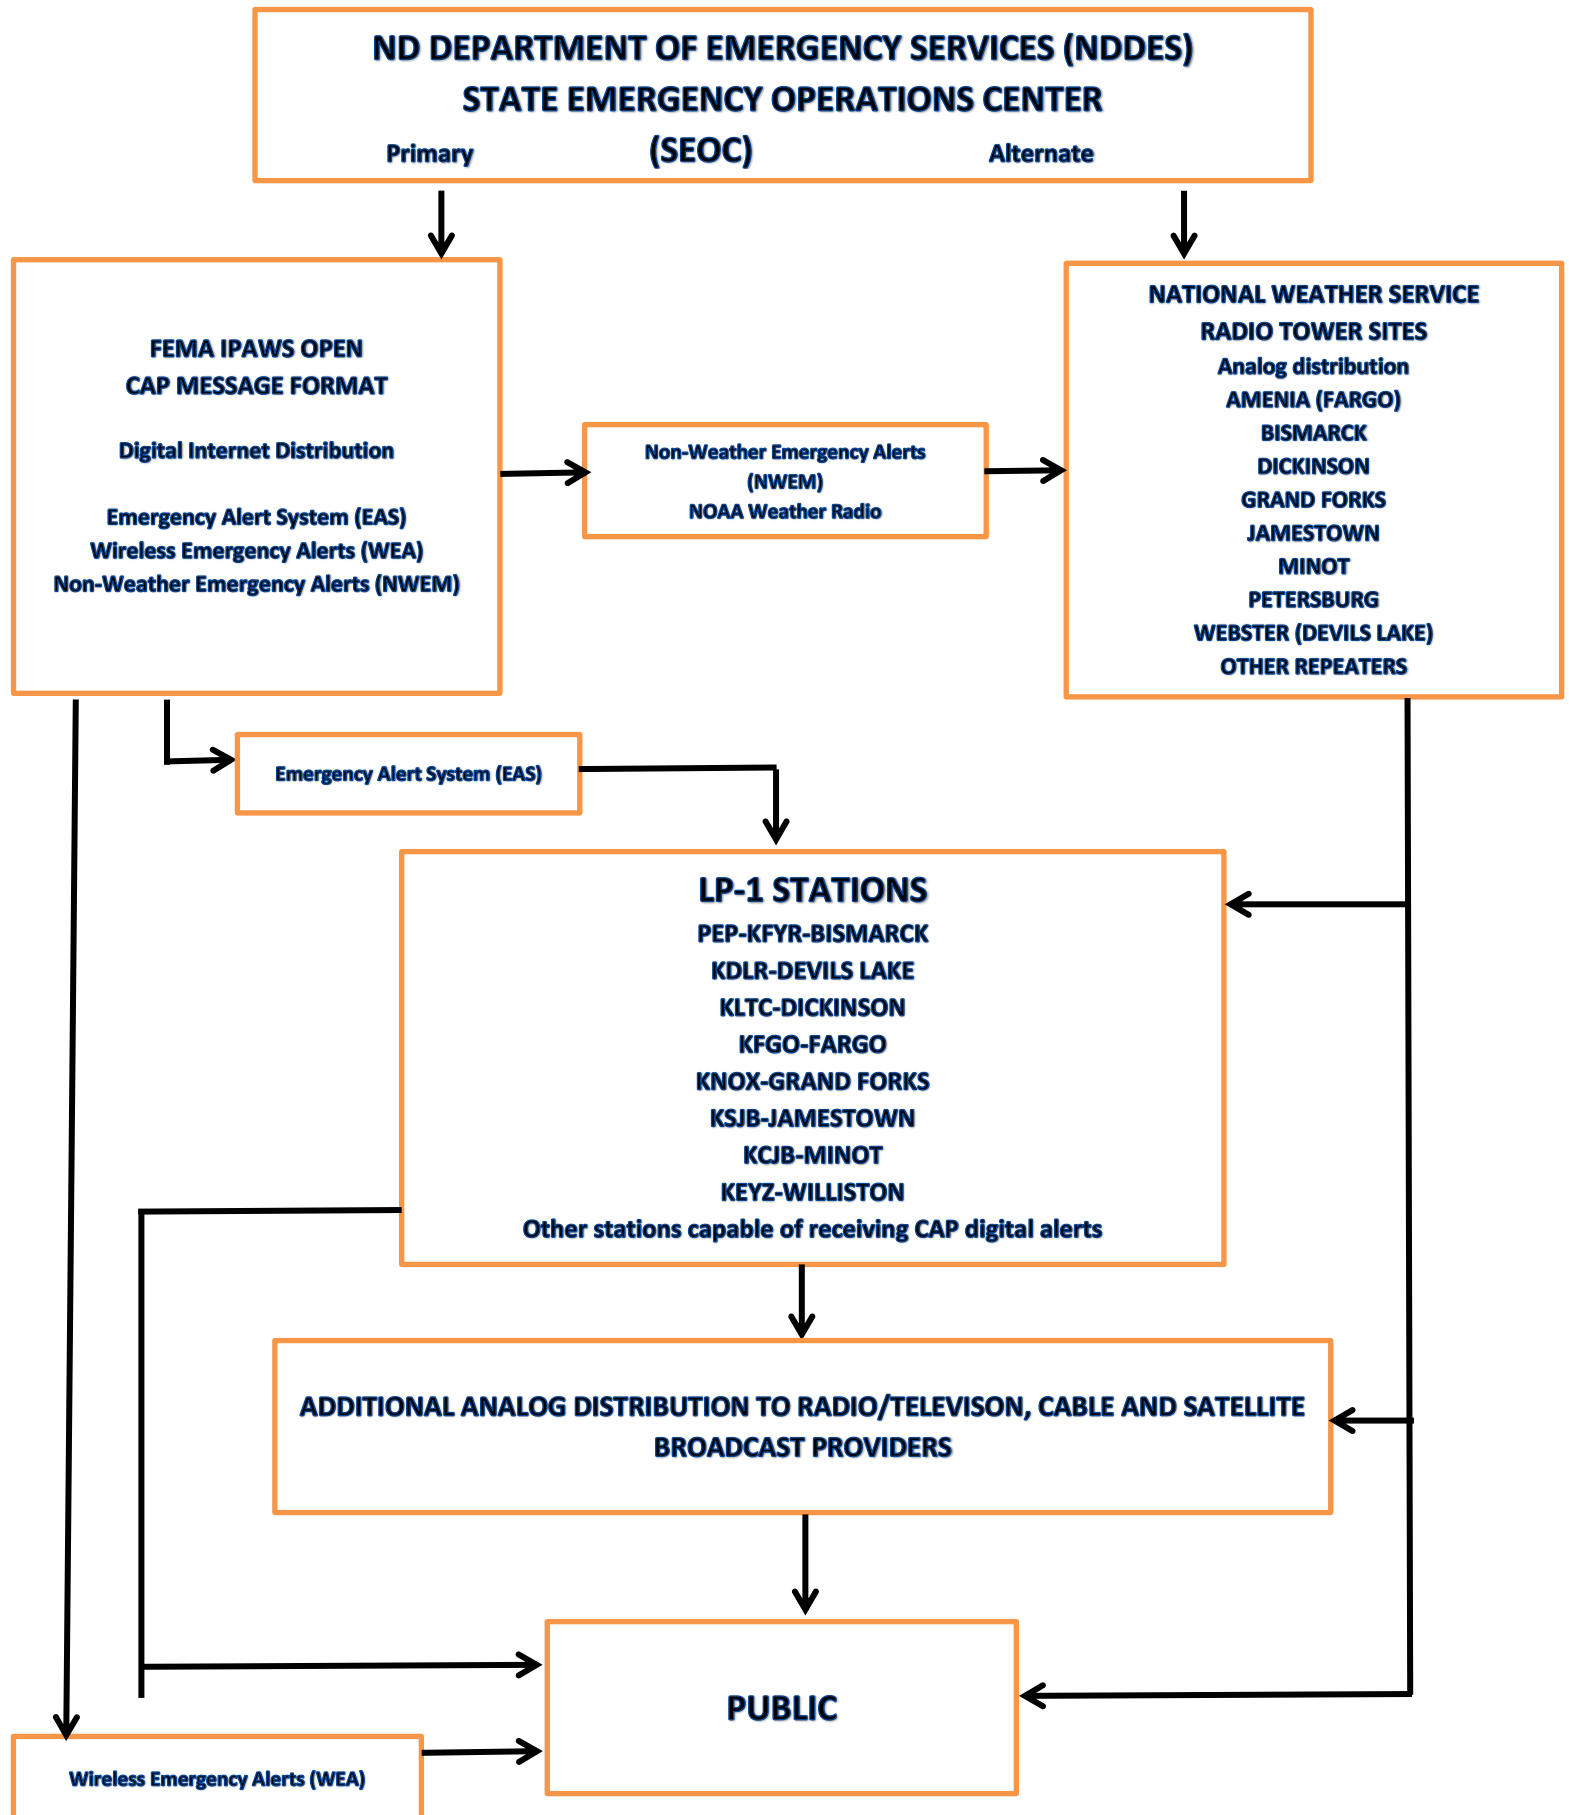 ND DEPARTMENT OF EMERGENCY SERVICES (NDDES)
STATE EMERGENCY OPERATIONS CENTER
Primary (SEOC) Alternate
FEMA IPAWS OPEN
CAP MESSAGE FORMAT
Digital Internet Distribution
Emergency Alert System (EAS)
Wireless Emergency Alerts (WEA)
Non-Weather Emergency Alerts (NWEM)
Non-Weather Emergency Alerts
(NWEM)
NOAA Weather Radio
NATIONAL WEATHER SERVICE
RADIO TOWER SITES
Analog distribution
AMENIA (FARGO)
BISMARCK
DICKINSON
GRAND FORKS
JAMESTOWN
MINOT
PETERSBURG
WEBSTER (DEVILS LAKE)
OTHER REPEATERS
Emergency Alert System (EAS)
LP-1 STATIONS
PEP-KFYR-BISMARCK
KDLR-DEVILS LAKE
KLTC-DICKINSON
KFGO-FARGO
KNOX-GRAND FORKS
KSJB-JAMESTOWN
KCJB-MINOT
KEYZ-WILLISTON
Other stations capable of receiving CAP digital alerts
ADDITIONAL ANALOG DISTRIBUTION TO RADIO/TELEVISON, CABLE AND SATELLITE
BROADCAST PROVIDERS
PUBLIC
Wireless Emergency Alerts (WEA)